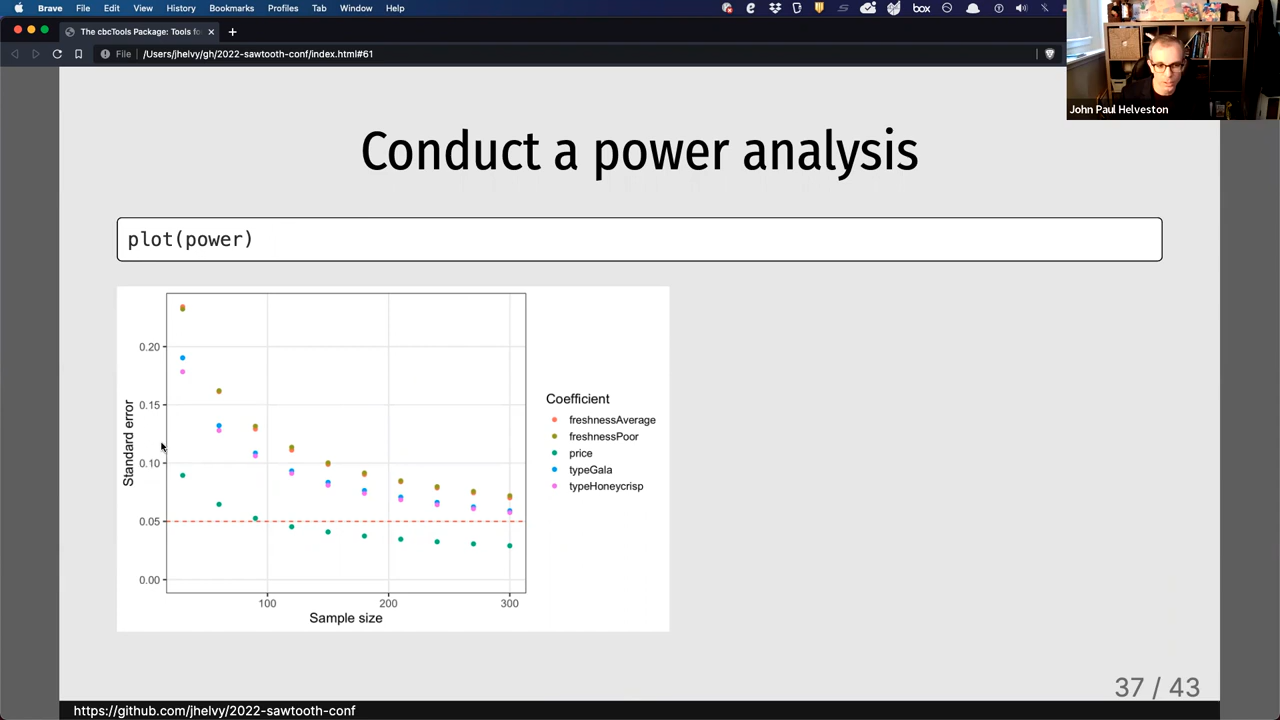 Brave File Edit View History Bookmarks Profiles Tab Window Help
box
The cbcTools Package: Tools fo
File /Users/jhelvy/gh/2022-sawtooth-conf/index.html#61
John Paul Helveston
Conduct a power analysis
plot(power)
0.20
0.15
0.10
0.05
0.00
Standard error
100 200 300
Sample size
Coefficient
freshnessAverage
freshnessPoor
price
typeGala
typeHoneycrisp
37 / 43
https://github.com/jhelvy/2022-sawtooth-conf